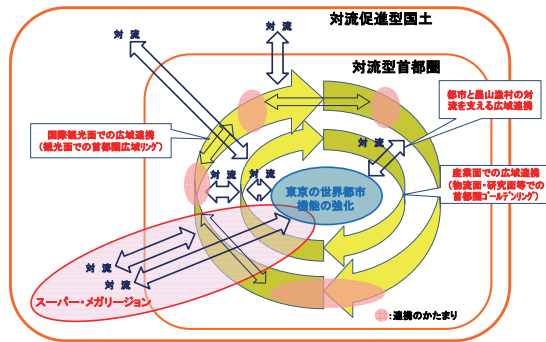 対流促進型国土
対 流
対 流
対流型首都圏
都市と農山漁村の対
流を支える広域連携
国際観光面での広域連携
(観光面での首都圏広域リング)
対 流
産業面での広域連携
(物流面・研究面等での
首都圏ゴールデンリング)
対 流
対 流
東京の世界都市
機能の強化
対 流
対 流
スーパー・メガリージョン
:連携のかたまり